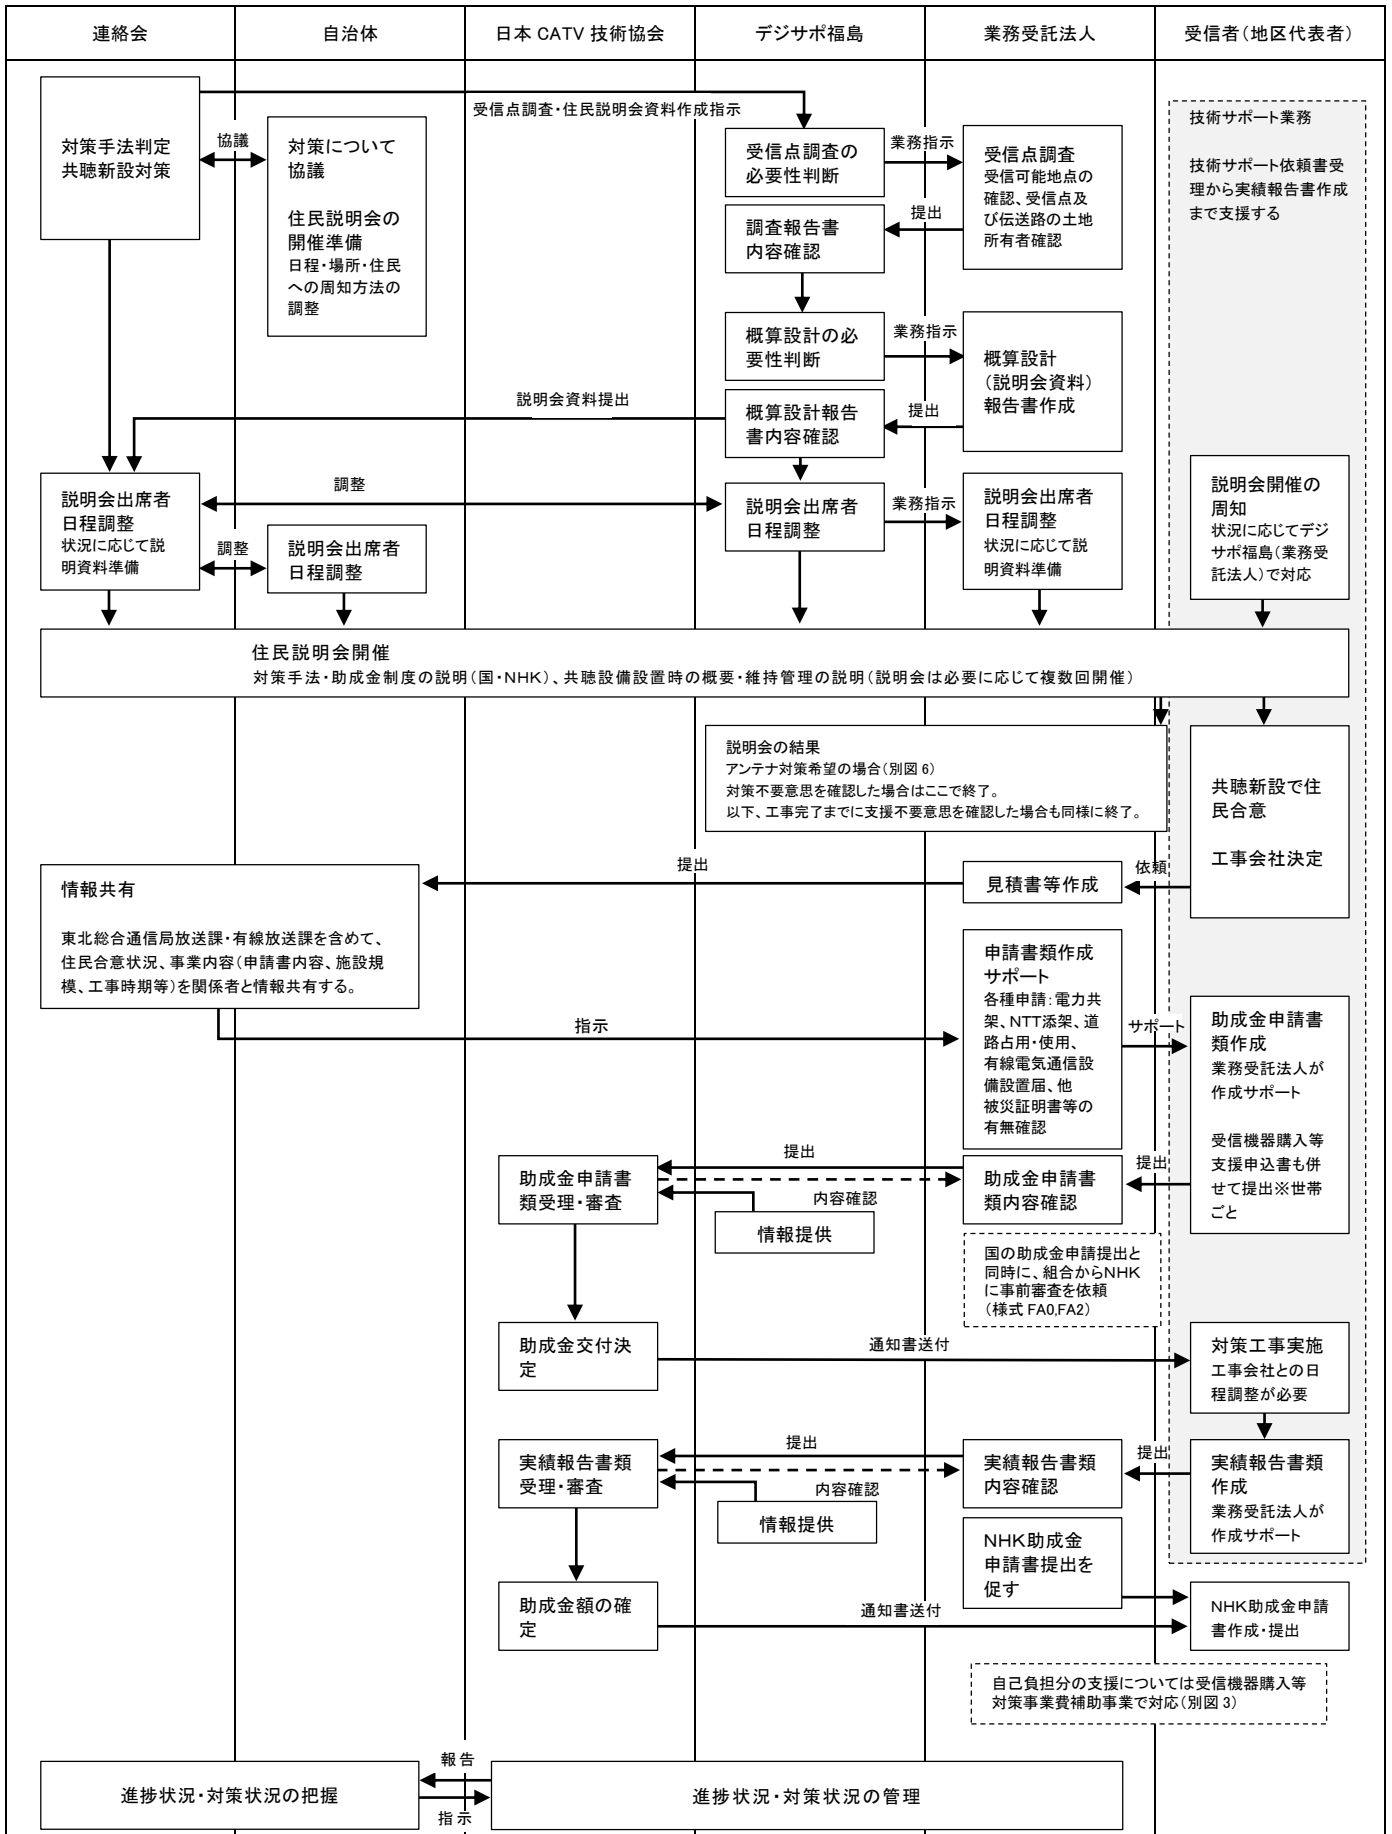 連絡会
自治体
日本 CATV 技術協会
デジサポ福島
業務受託法人
受信者(地区代表者)
対策手法判定
共聴新設対策
協議
対策について
協議
住民説明会の
開催準備
日程・場所・住民
への周知方法の
調整
受信点調査・住民説明会資料作成指示
受信点調査の
必要性判断
業務指示
受信点調査
受信可能地点の
確認、受信点及
び伝送路の土地
所有者確認
提出
調査報告書
内容確認
技術サポート業務
技術サポート依頼書受
理から実績報告書作成
まで支援する
概算設計の必
要性判断
業務指示
概算設計
(説明会資料)
報告書作成
説明会資料提出
概算設計報告
書内容確認
提出
説明会出席者
日程調整
状況に応じて説
明資料準備
調整
調整
説明会出席者
日程調整
説明会出席者
日程調整
業務指示
説明会出席者
日程調整
状況に応じて説
明資料準備
説明会開催の
周知
状況に応じてデジ
サポ福島(業務受
託法人)で対応
住民説明会開催
対策手法・助成金制度の説明(国・NHK)、共聴設備設置時の概要・維持管理の説明(説明会は必要に応じて複数回開催)
説明会の結果
アンテナ対策希望の場合(別図 6)
対策不要意思を確認した場合はここで終了。
以下、工事完了までに支援不要意思を確認した場合も同様に終了。
共聴新設で住
民合意
工事会社決定
依頼
見積書等作成
提出
情報共有
東北総合通信局放送課・有線放送課を含めて、
住民合意状況、事業内容(申請書内容、施設規
模、工事時期等)を関係者と情報共有する。
指示
申請書類作成
サポート
各種申請:電力共
架、NTT添架、道
路占用・使用、
有線電気通信設
備設置届、他
被災証明書等の
有無確認
サポート
助成金申請書
類作成
業務受託法人が
作成サポート
受信機器購入等
支援申込書も併
せて提出※世帯
ごと
提出
助成金申請書
類内容確認
提出
助成金申請書
類受理・審査
内容確認
情報提供
国の助成金申請提出と
同時に、組合からNHK
に事前審査を依頼
(様式 FA0,FA2)
助成金交付決
定
通知書送付
対策工事実施
工事会社との日
程調整が必要
実績報告書類
作成
業務受託法人が
作成サポート
提出
実績報告書類
内容確認
提出
実績報告書類
受理・審査
内容確認
情報提供
NHK助成金
申請書提出を
促す
助成金額の確
定
通知書送付
NHK助成金申請
書作成・提出
自己負担分の支援については受信機器購入等
対策事業費補助事業で対応(別図 3)
進捗状況・対策状況の把握
報告
指示
進捗状況・対策状況の管理